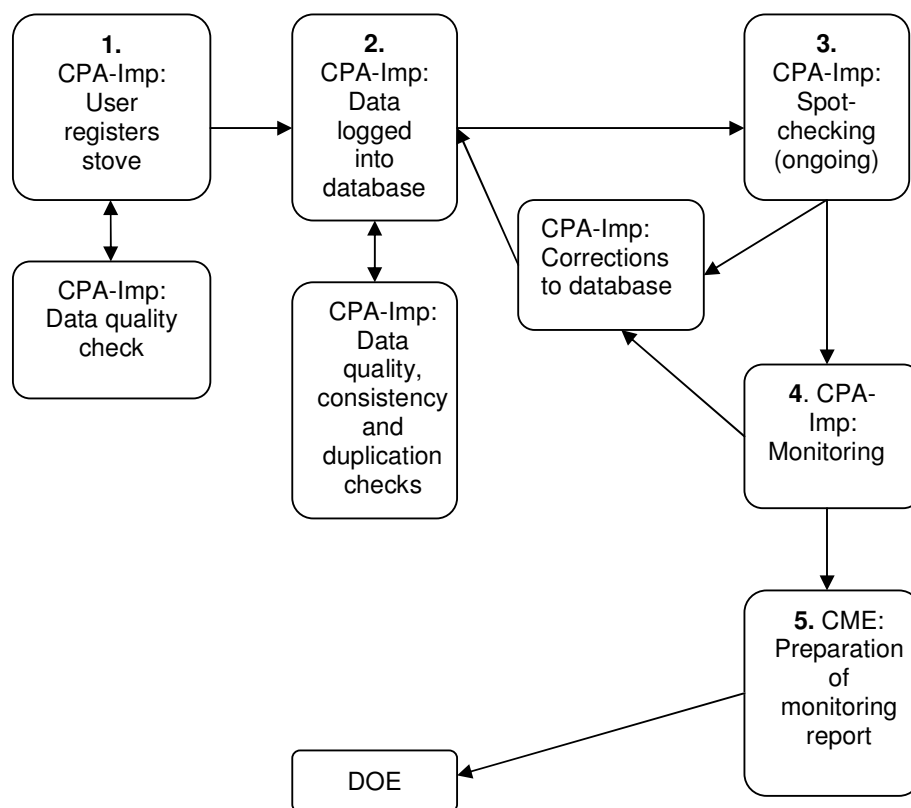 1.
CPA-Imp:
User
registers
stove
2.
CPA-Imp:
Data
logged
into
database
3.
CPA-Imp:
Spot-
checking
(ongoing)
CPA-Imp:
Corrections
to database
CPA-Imp:
Data quality
check
CPA-Imp:
Data
quality,
consistency
and
duplication
checks
4. CPA-
Imp:
Monitoring
5. CME:
Preparation
of
monitoring
report
DOE